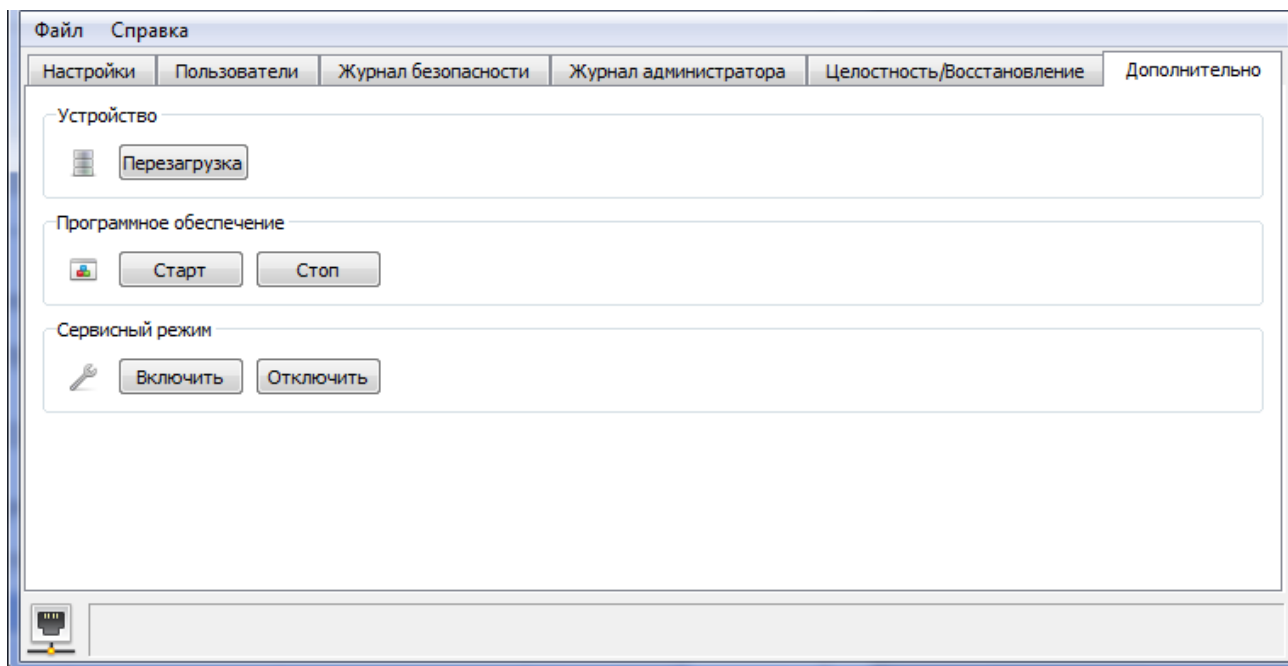 Файл Справка
Настройки Пользователи Журнал безопасности Журнал администратора Целостность/Восстановление Дополнительно
Устройство
Перезагрузка
Программное обеспечение
Старт Стоп
Сервисный режим
Включить Отключить